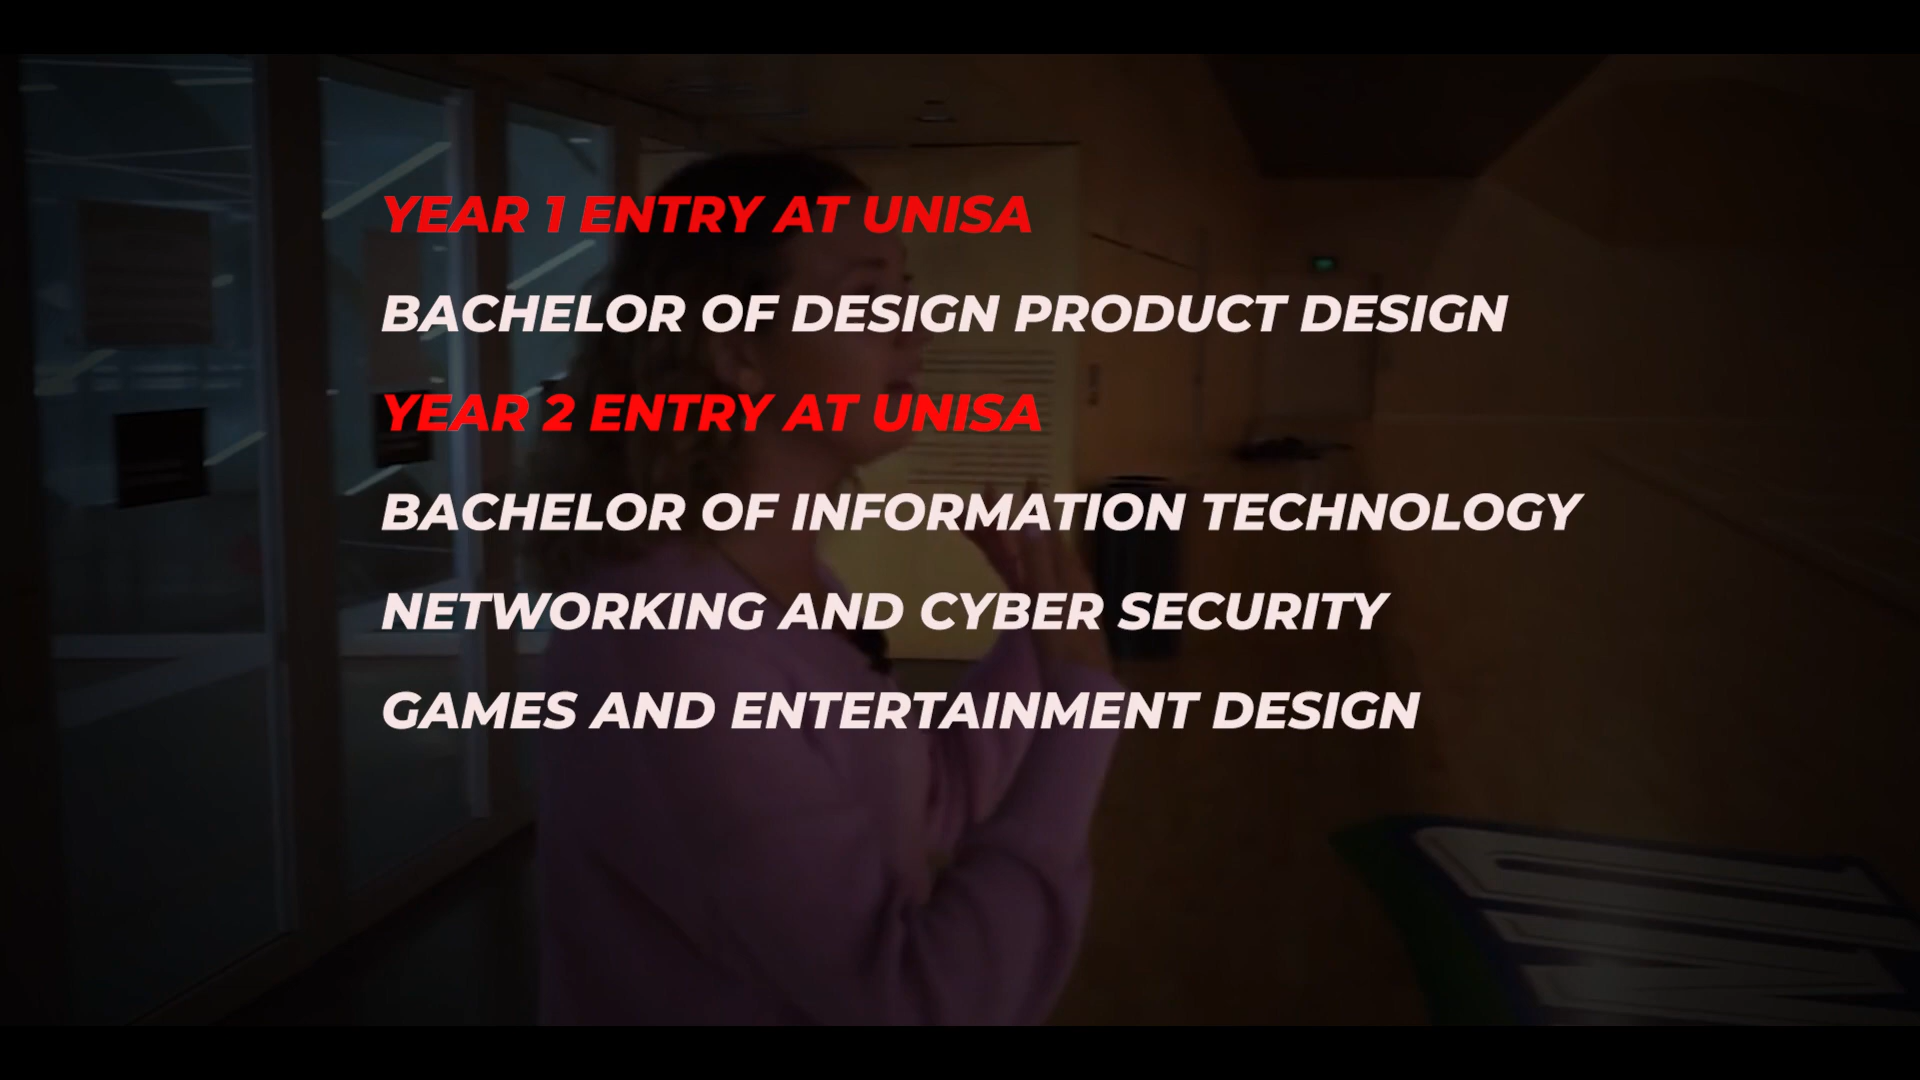 YEAR 1 ENTRY AT UNISA
BACHELOR OF DESIGN PRODUCT DESIGN
YEAR 2 ENTRY AT UNISA
BACHELOR OF INFORMATION TECHNOLOGY
NETWORKING AND CYBER SECURITY
GAMES AND ENTERTAINMENT DESIGN